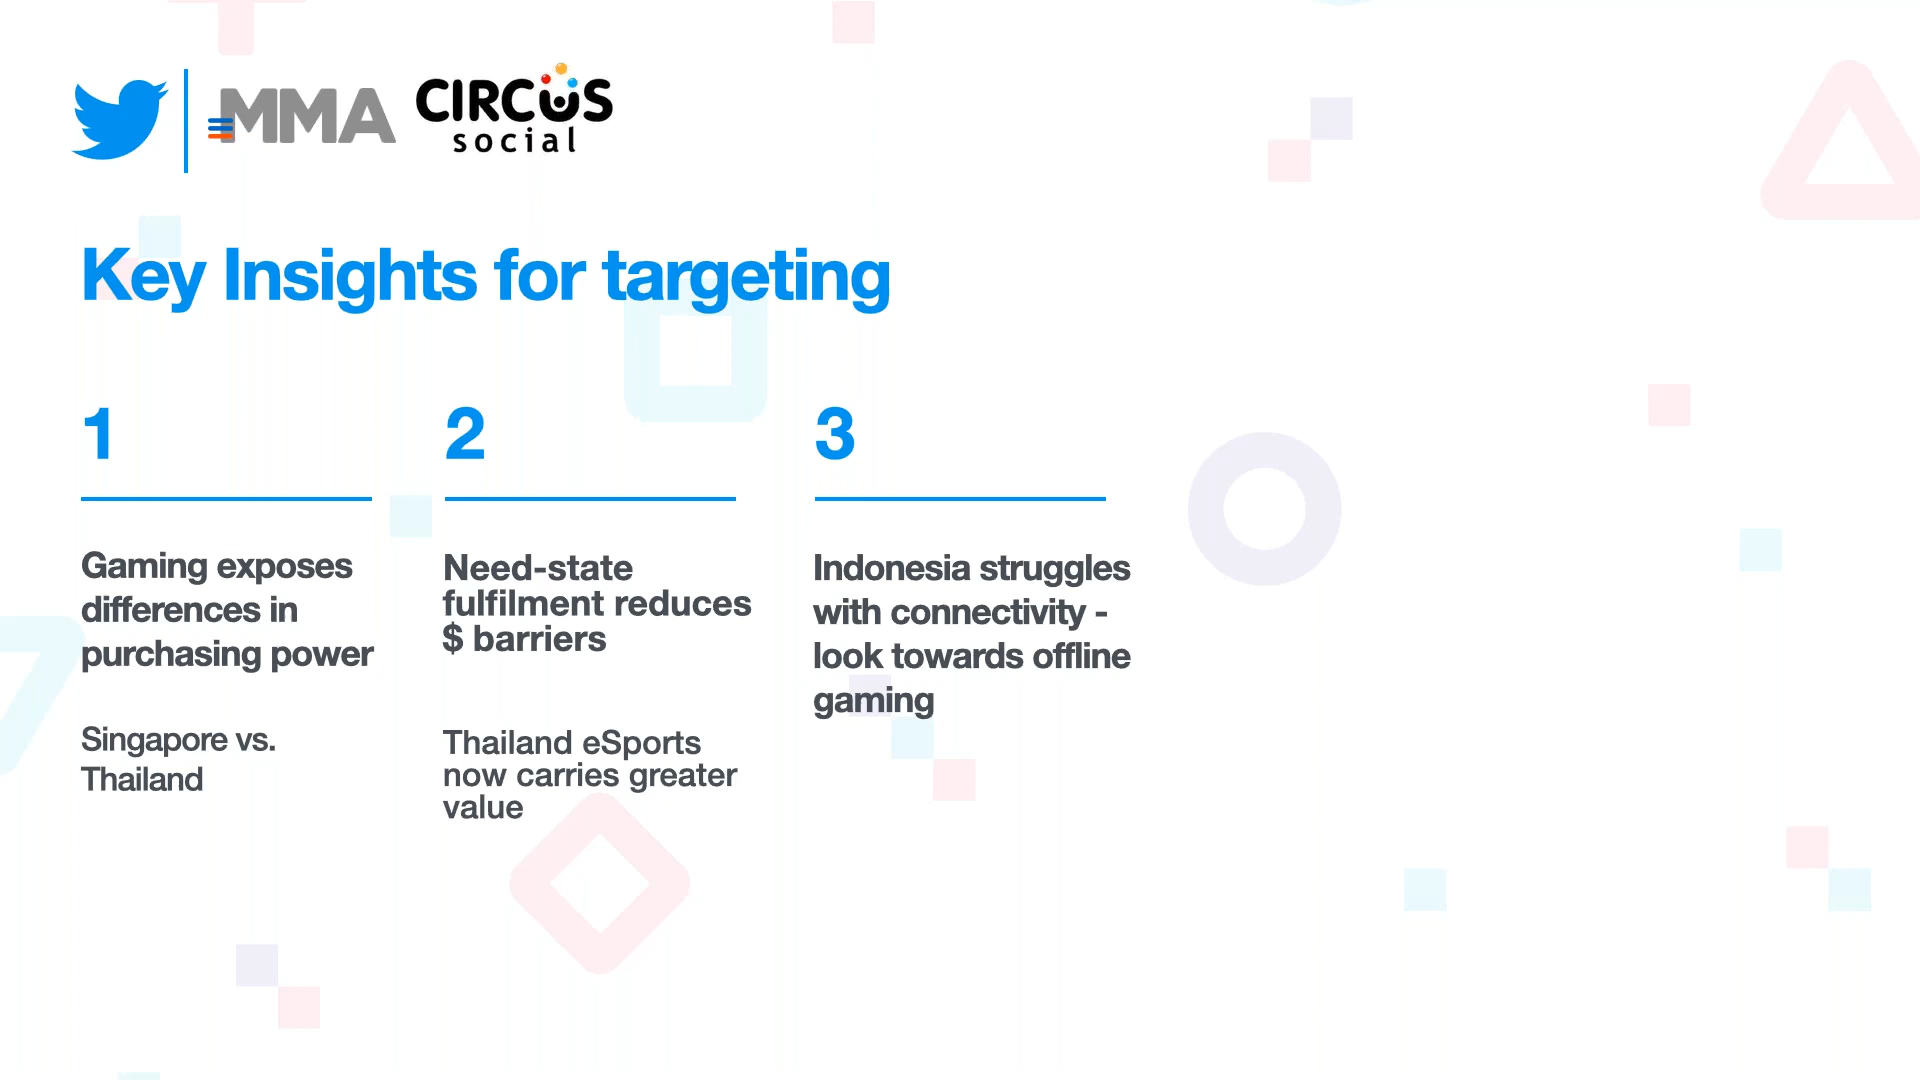 MMA
CIRCUS
social
Key Insights for targeting
1
Gaming exposes
differences in
purchasing power
Singapore vs.
Thailand
2
Need-state
fulfilment reduces
$ barriers
Thailand eSports
now carries greater
value
3
Indonesia struggles
with connectivity -
look towards offline
gaming